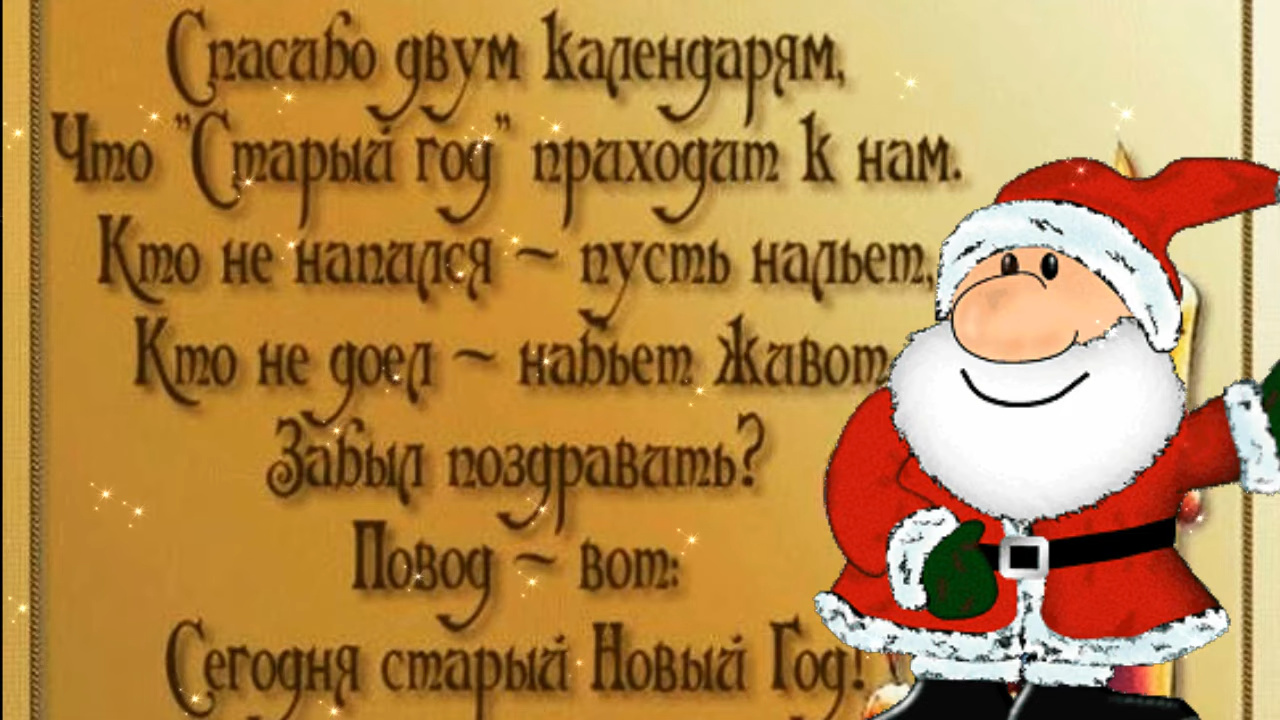 Спасибо двум календарям,
Что "Старый год" приходит к нам.
Кто не напился ~ пусть нальет,
Кто не доел ~ набьет живот
Забыл поздравить?
Повод ~ вот:
Сегодня старый Новый Год!